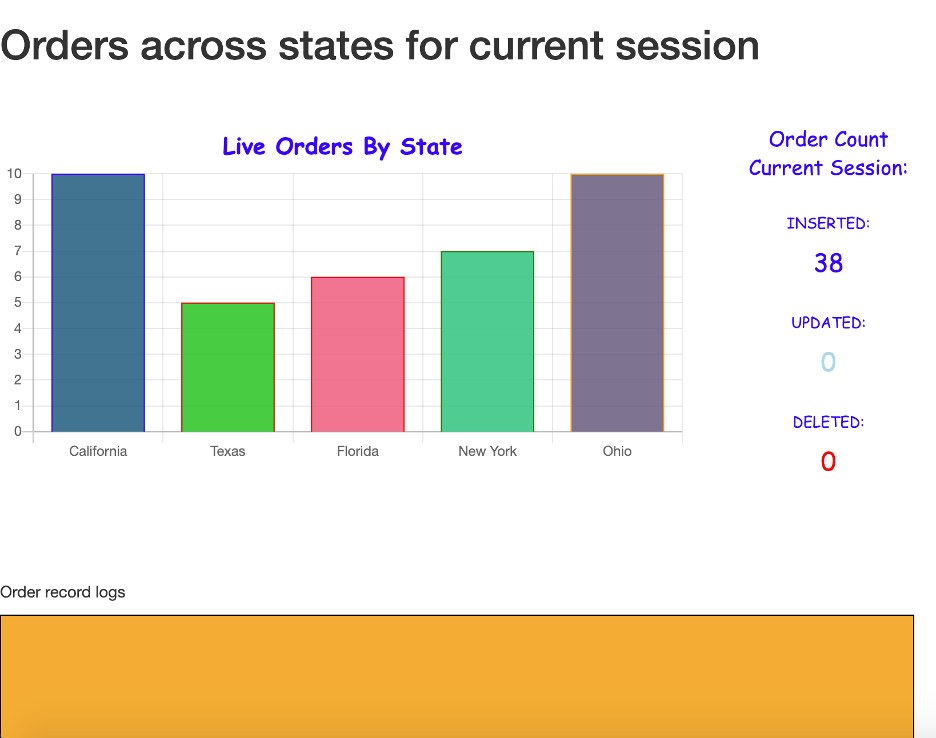 Orders across states for current session
Live Orders By State
10
9
8
7
6
5
4
3
2
1
0
California Texas Florida New York Ohio
Order Count
Current Session:
INSERTED:
38
UPDATED:
0
DELETED:
0
Order record logs